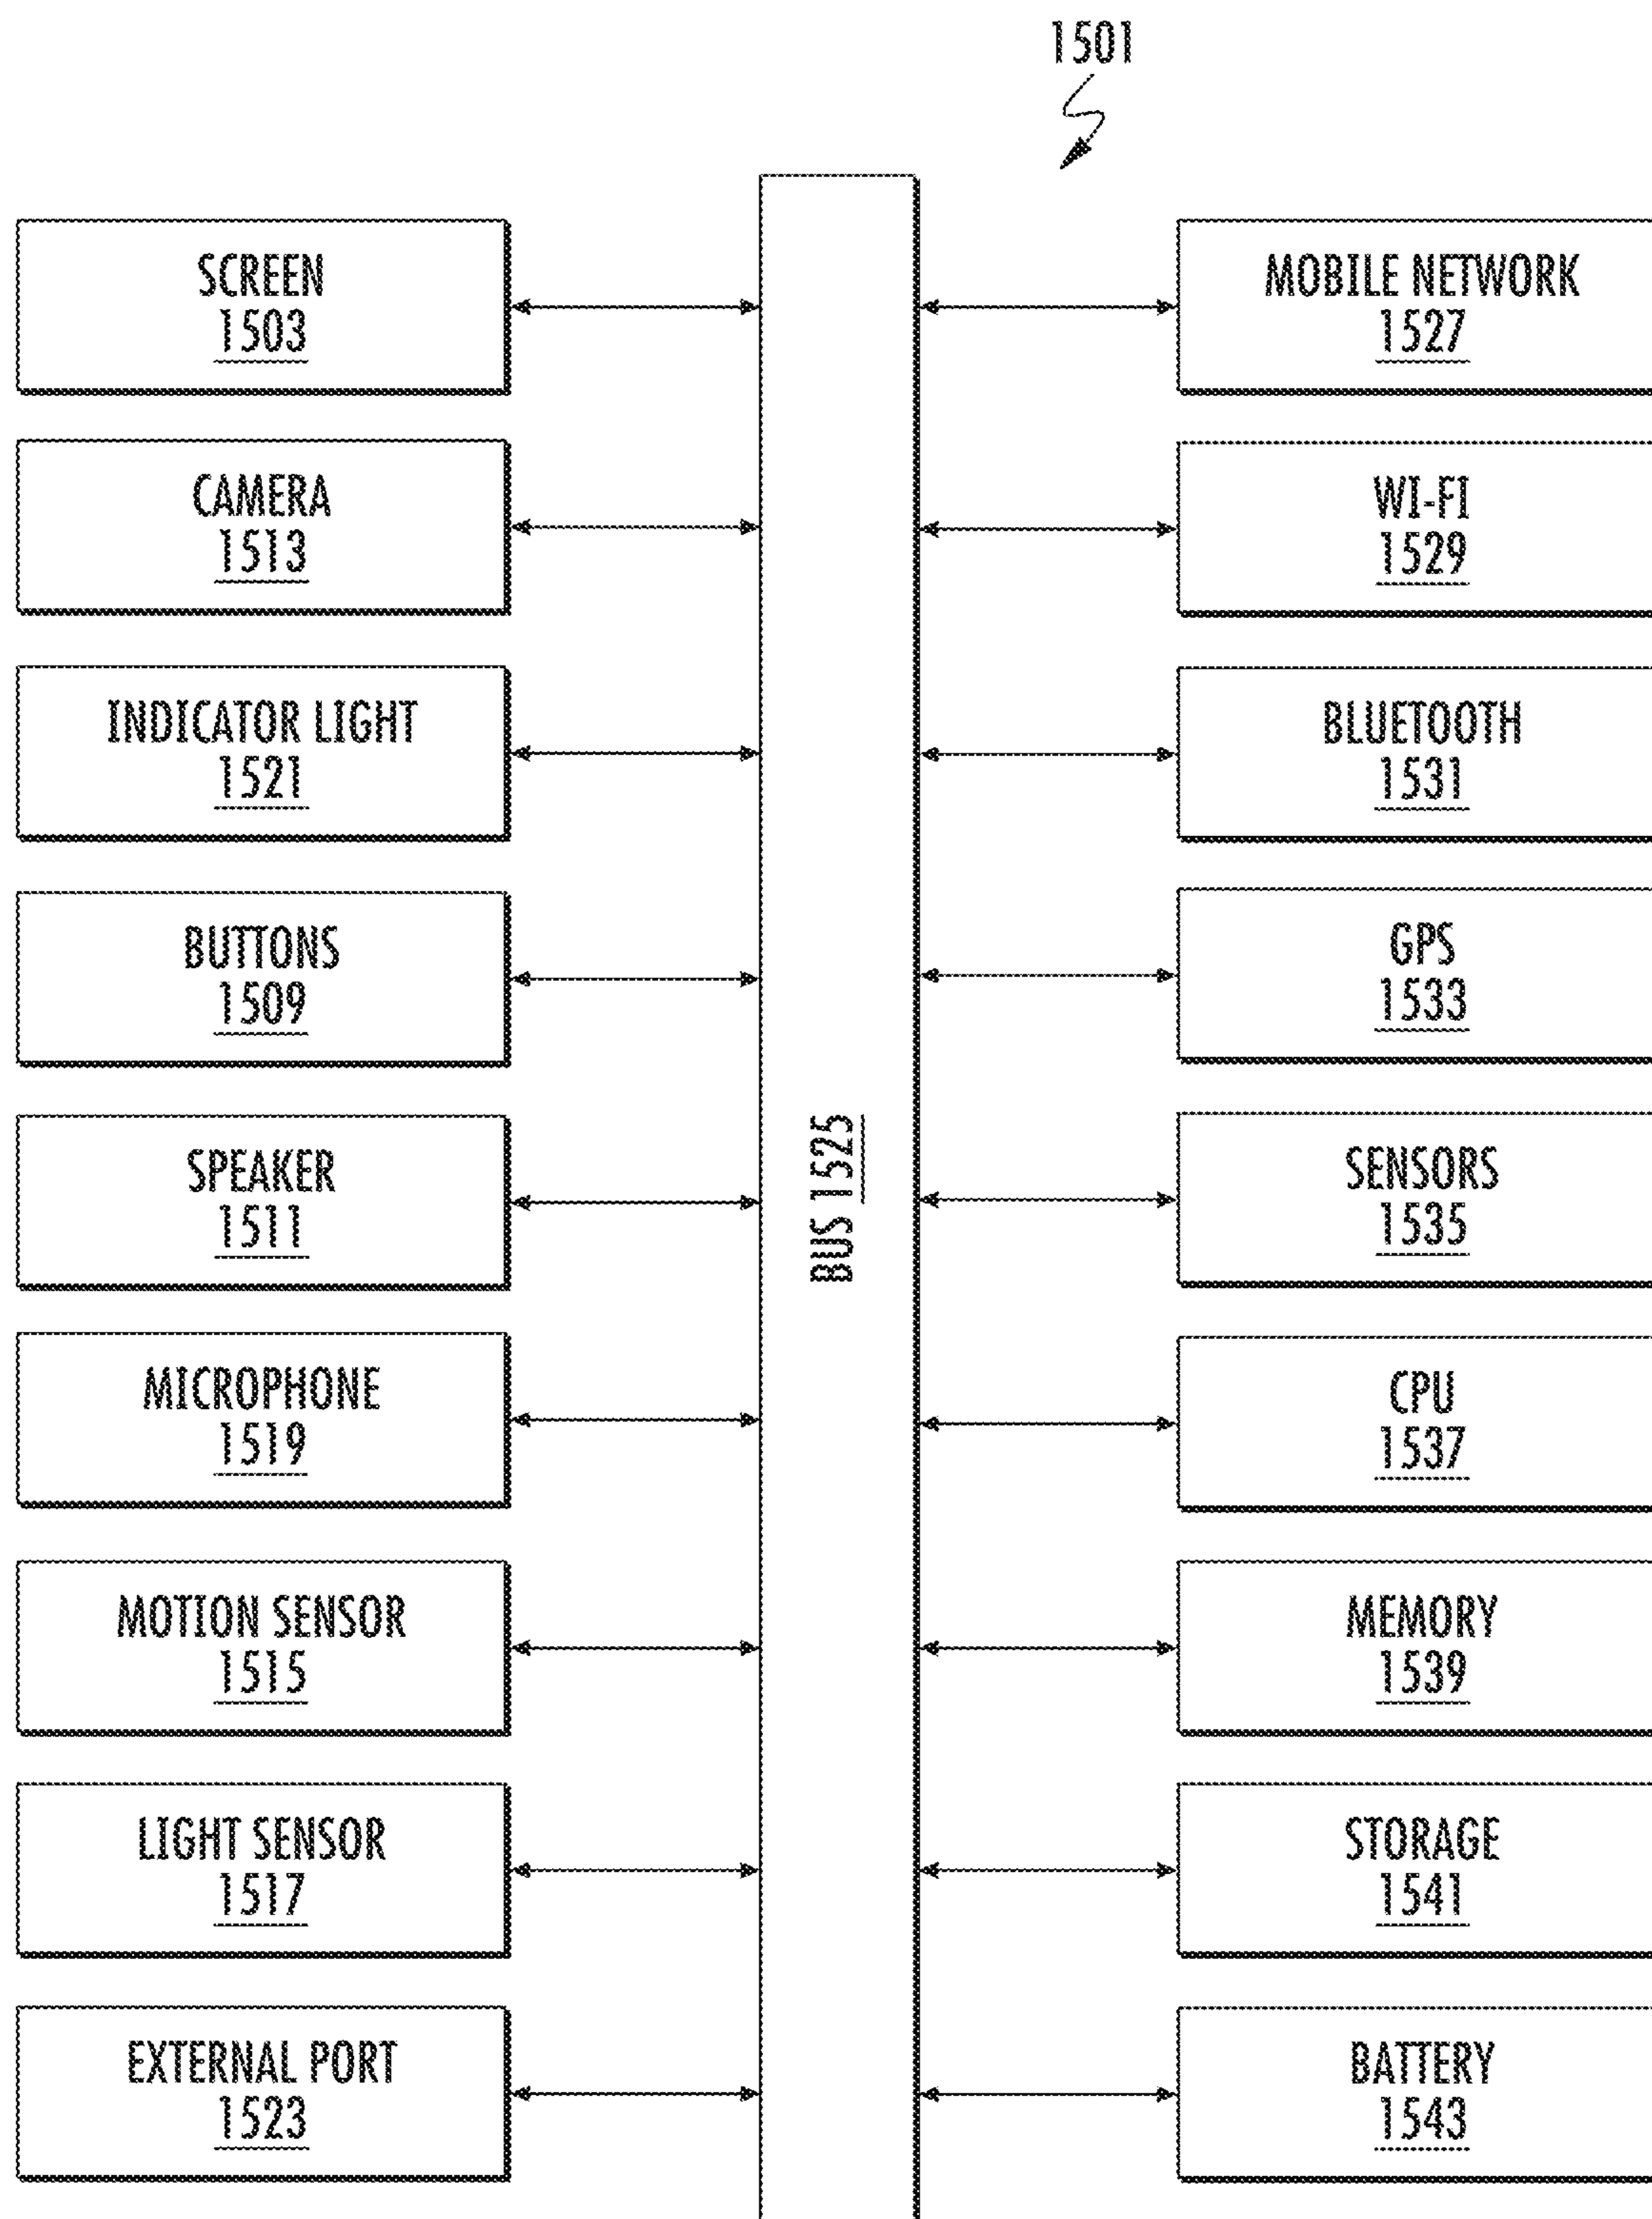 1501
SCREEN
1503
CAMERA
1513
INDICATOR LIGHT
1521
BUTTONS
1509
SPEAKER
1511
MICROPHONE
1519
MOTION SENSOR
1515
LIGHT SENSOR
1517
EXTERNAL PORT
1523
BUS 1525
MOBILE NETWORK
1527
WI-FI
1529
BLUETOOTH
1531
GPS
1533
SENSORS
1535
CPU
1537
MEMORY
1539
STORAGE
1541
BATTERY
1543